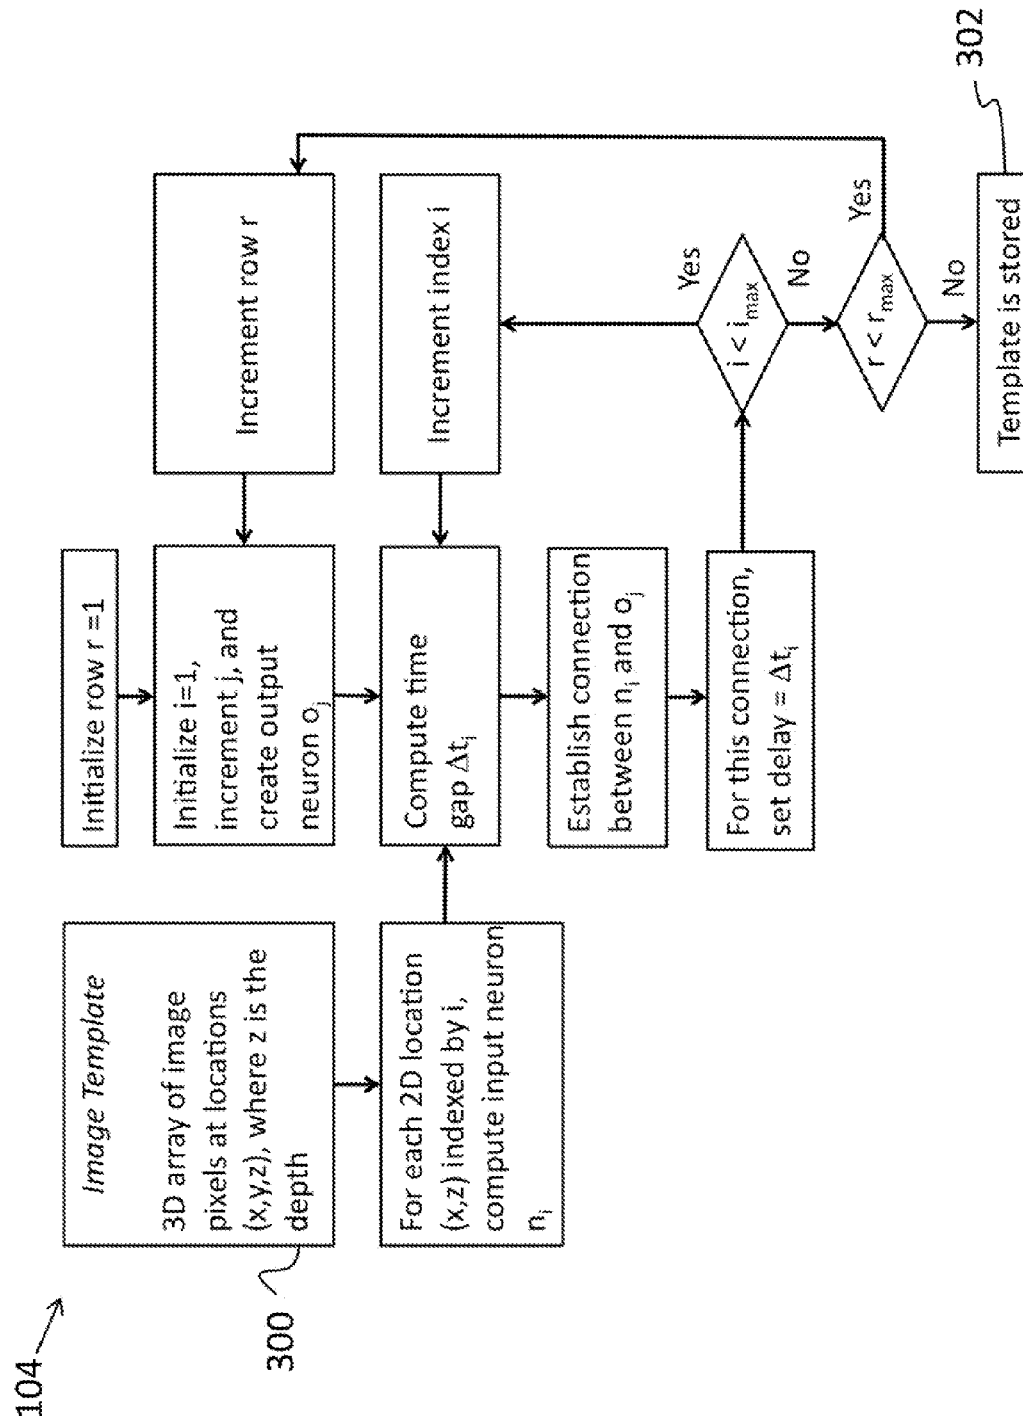 104
300
Image Template
3D array of image
pixels at locations
(x,y,z), where z is the
depth
For each 2D location
(x,z) indexed by i,
compute input neuron
nᵢ
Initialize row r =1
Initialize i=1,
increment j, and
create output
neuron oⱼ
Compute time
gap Δtᵢ
Establish connection
between nᵢ and oⱼ
For this connection,
set delay = Δtᵢ
Increment row r
Increment index i
i < iₘₐₓ
Yes
No
r < rₘₐₓ
Yes
No
Template is stored
302